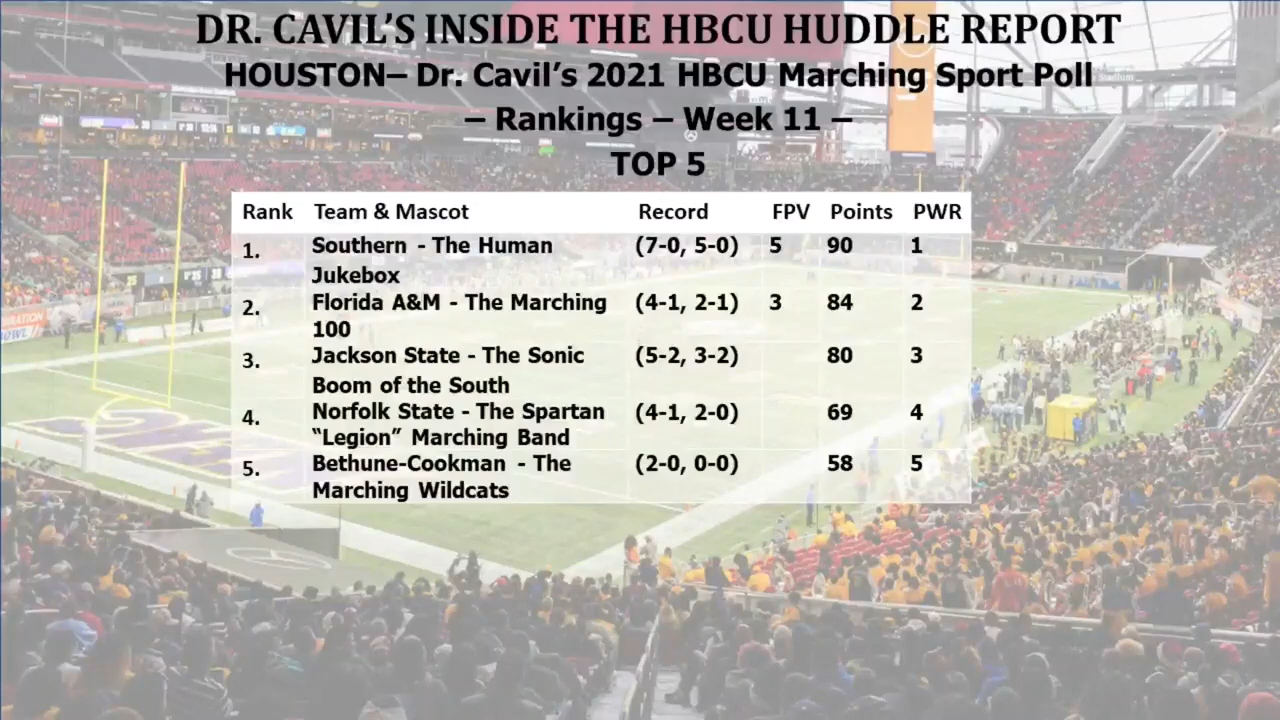 DR. CAVIL’S INSIDE THE HBCU HUDDLE REPORT
HOUSTON– Dr. Cavil’s 2021 HBCU Marching Sport Poll
– Rankings – Week 11 –
TOP 5
Rank Team & Mascot Record FPV Points PWR
1. Southern - The Human (7-0, 5-0) 5 90 1
Jukebox
2. Florida A&M - The Marching (4-1, 2-1) 3 84 2
100
3. Jackson State - The Sonic (5-2, 3-2) 80 3
Boom of the South
4. Norfolk State - The Spartan (4-1, 2-0) 69 4
“Legion” Marching Band
5. Bethune-Cookman - The (2-0, 0-0) 58 5
Marching Wildcats